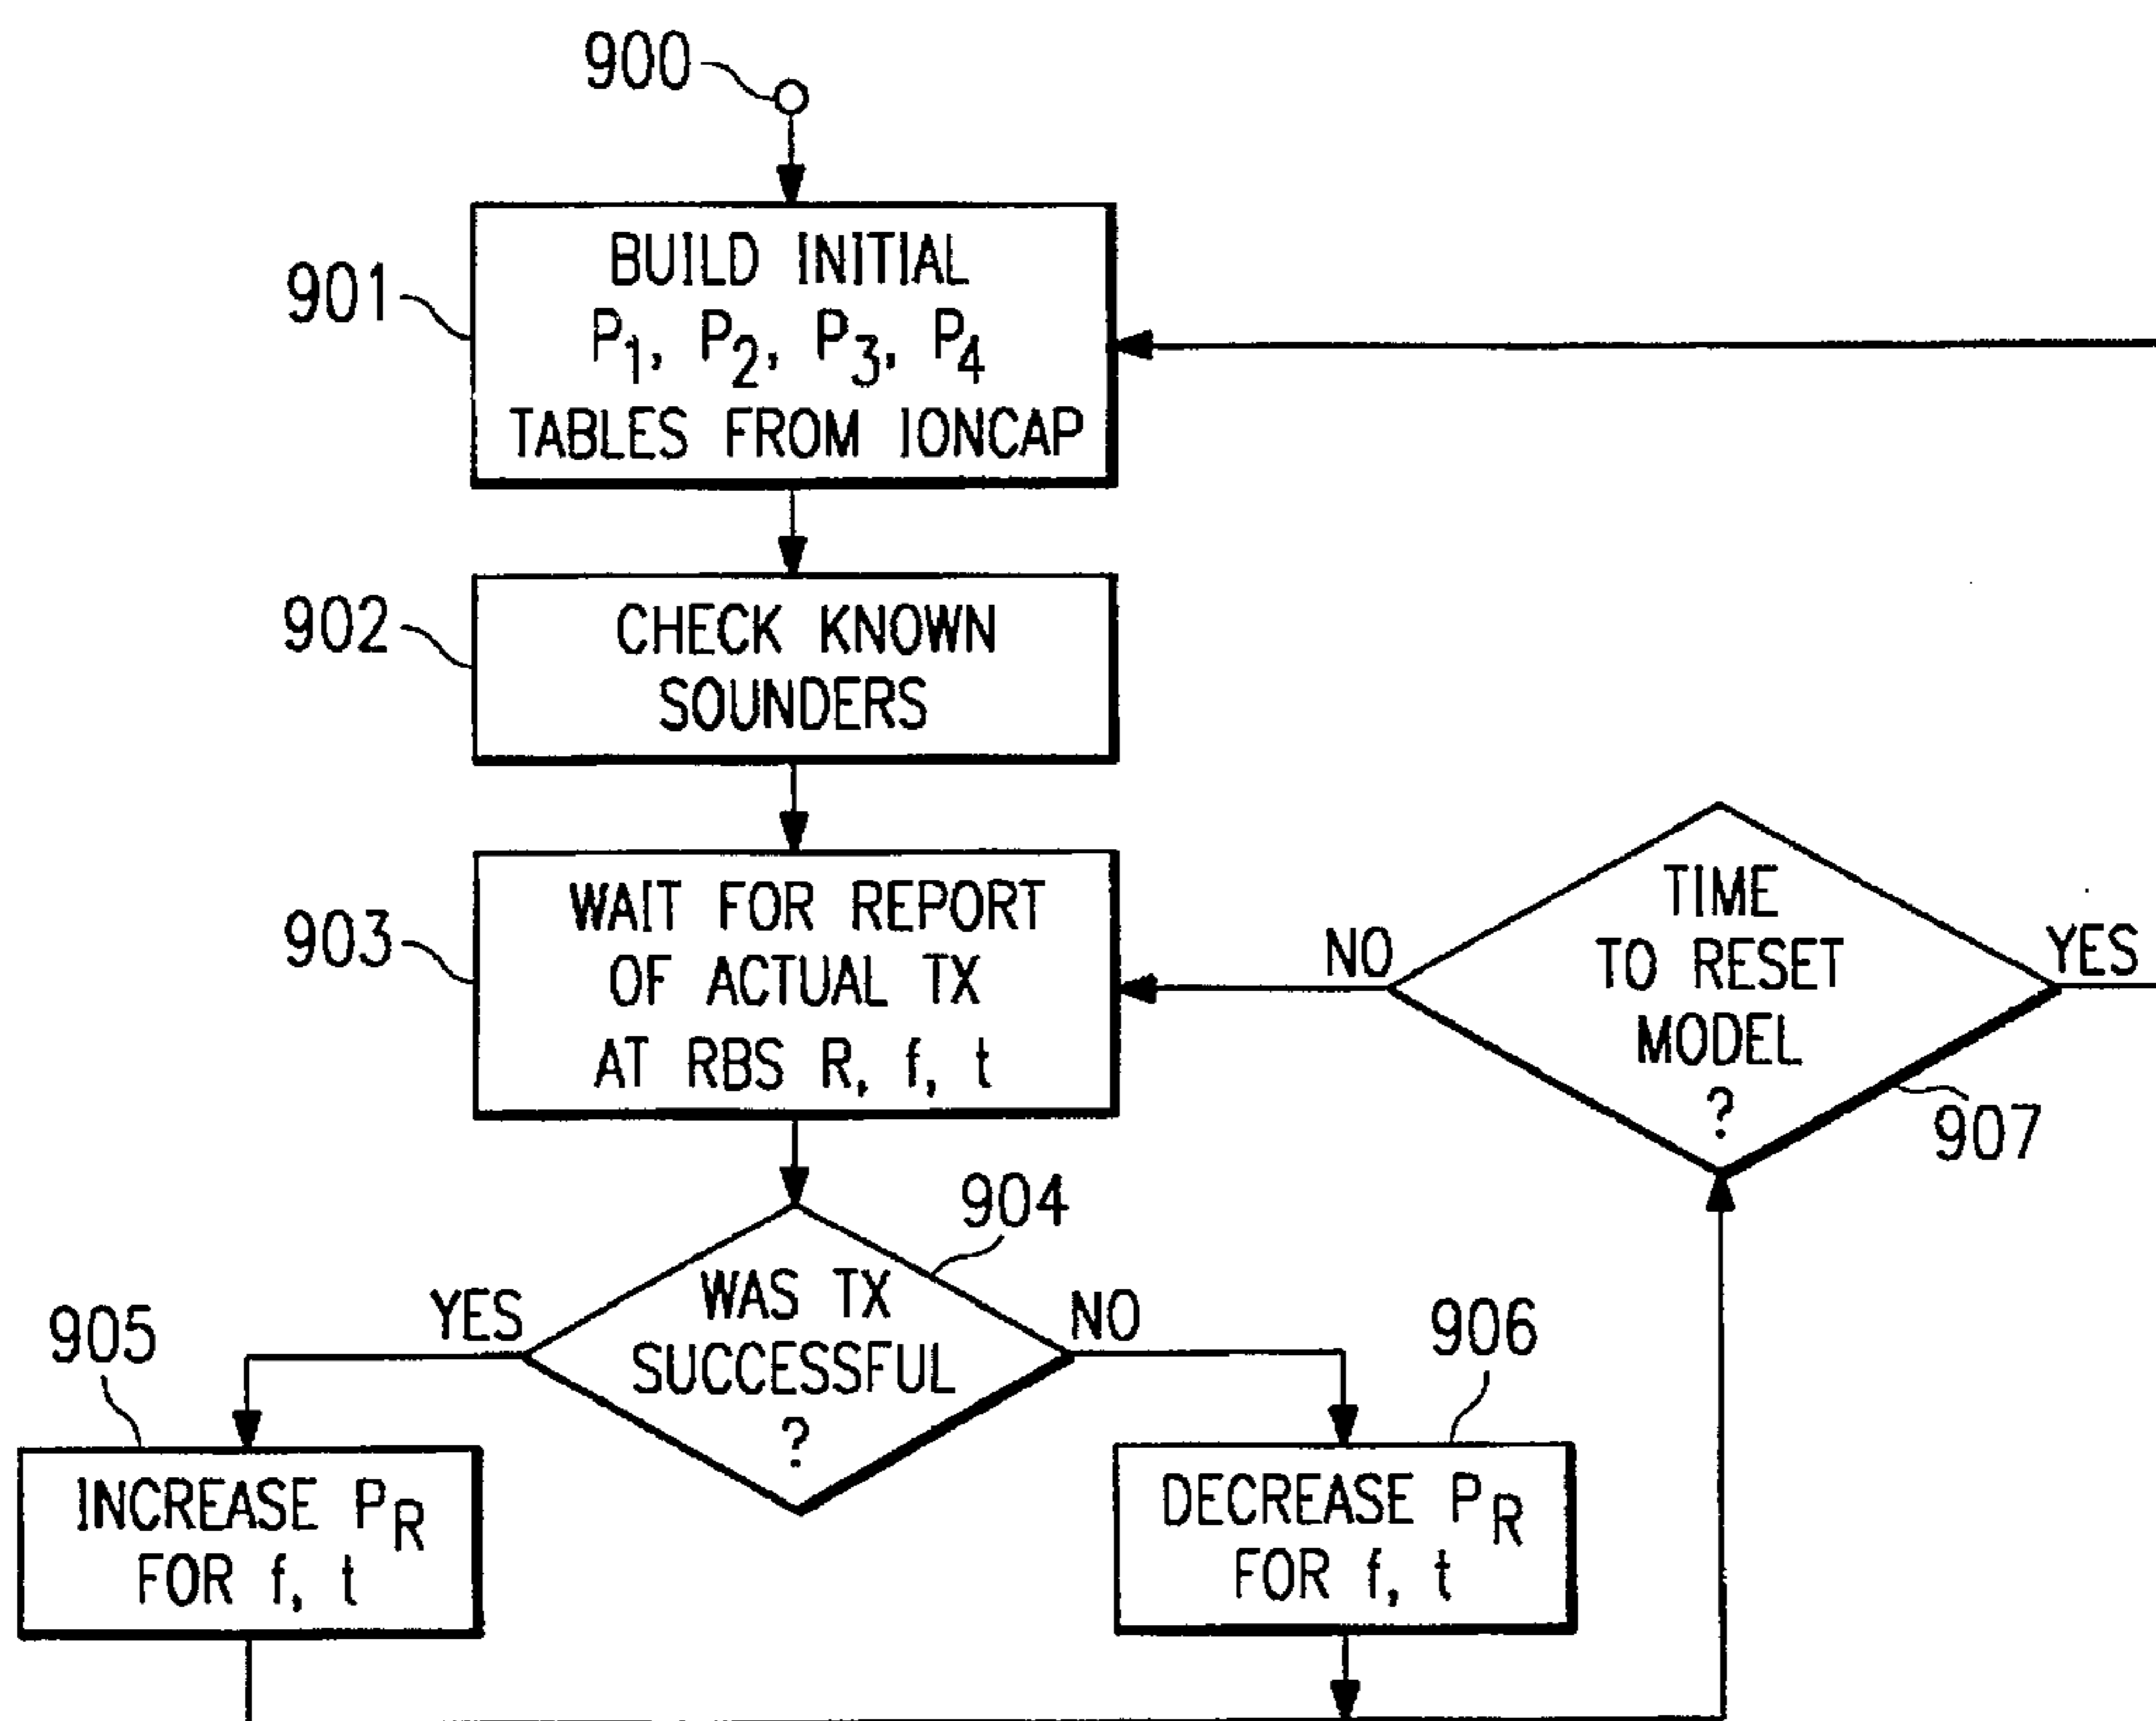 900
901
BUILD INITIAL
P1, P2, P3, P4
TABLES FROM IONCAP
902
CHECK KNOWN
SOUNDERS
903
WAIT FOR REPORT
OF ACTUAL TX
AT RBS R, f, t
NO
TIME
TO RESET
MODEL
?
YES
907
904
YES
WAS TX
SUCCESSFUL
?
NO
905
INCREASE PR
FOR f, t
906
DECREASE PR
FOR f, t